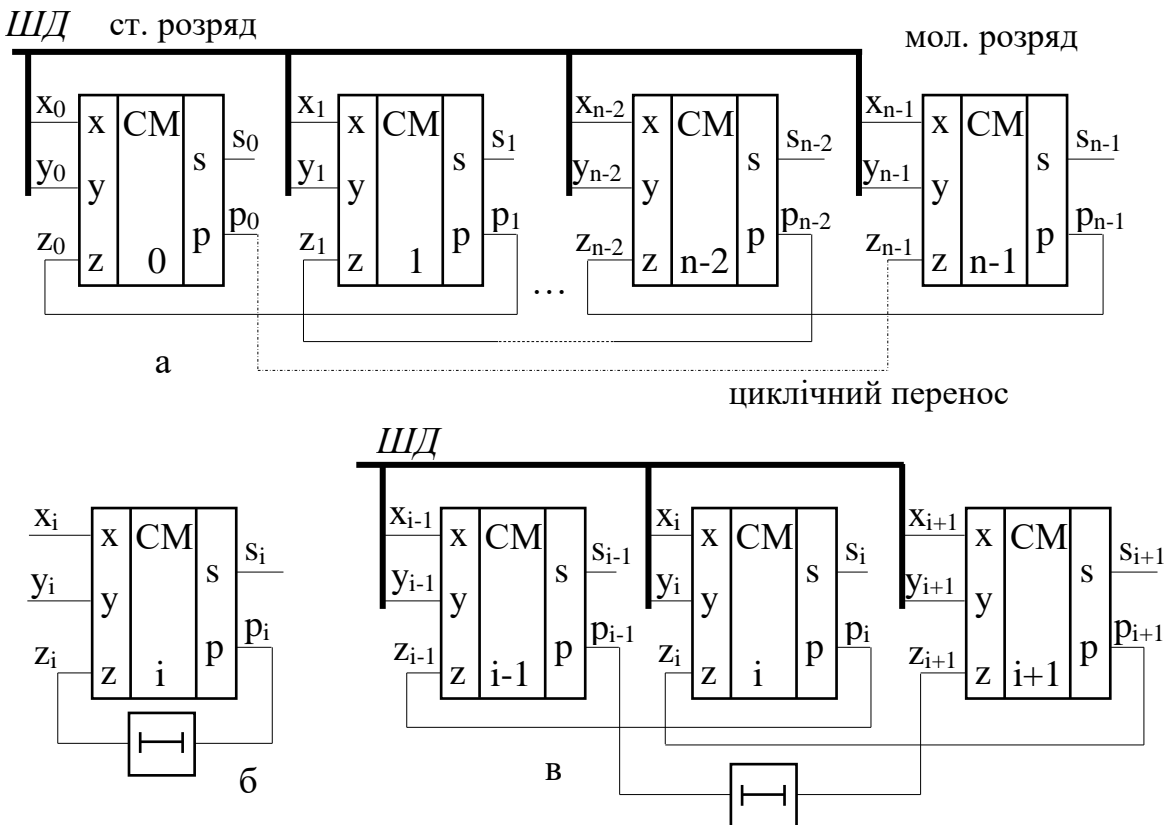 ШД ст. розряд мол. розряд
x₀ x CM s s₀
y₀ y
z₀ z 0 p p₀
x₁ x CM s s₁
y₁ y
z₁ z 1 p p₁
xₙ₋₂ x CM s sₙ₋₂
yₙ₋₂ y
zₙ₋₂ z n-2 p pₙ₋₂
xₙ₋₁ x CM s sₙ₋₁
yₙ₋₁ y
zₙ₋₁ z n-1 p pₙ₋₁
…
а
циклічний перенос
xᵢ x CM s sᵢ
yᵢ y
zᵢ z i p pᵢ
б
ШД
xᵢ₋₁ x CM s sᵢ₋₁
yᵢ₋₁ y
zᵢ₋₁ z i-1 p pᵢ₋₁
xᵢ x CM s sᵢ
yᵢ y
zᵢ z i p pᵢ
xᵢ₊₁ x CM s sᵢ₊₁
yᵢ₊₁ y
zᵢ₊₁ z i+1 p pᵢ₊₁
в